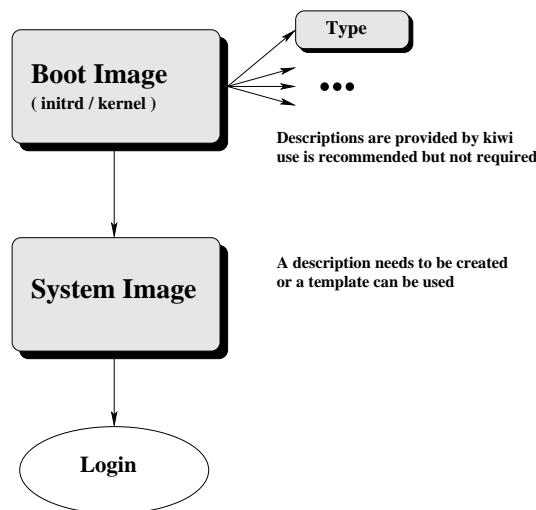 Type
Boot Image
( initrd / kernel )
Descriptions are provided by kiwi
use is recommended but not required
System Image
A description needs to be created
or a template can be used
Login